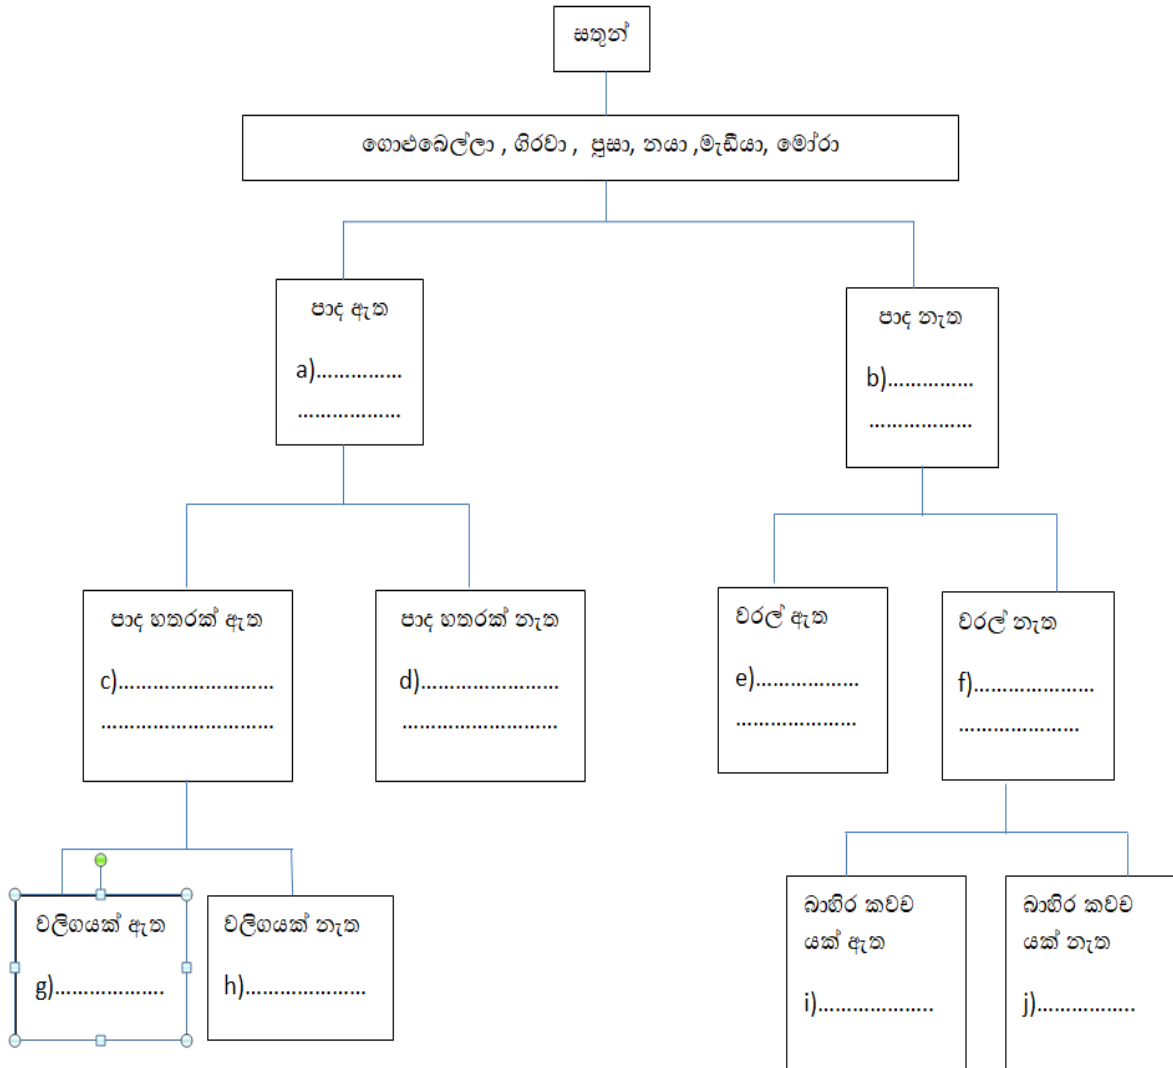 සතුන්
ගොළුබෙල්ලා , ගිරවා , පූසා, නයා ,මැඩියා, මෝරා
පාද ඇත
a)……………
………………
පාද නැත
b)……………
………………
පාද හතරක් ඇත
c)………………………
…………………………
පාද හතරක් නැත
d)……………………
………………………
වරල් ඇත
e)………………
…………………
වරල් නැත
f)…………………
…………………
වලිගයක් ඇත
g)……………….
වලිගයක් නැත
h)…………………
බාහිර කවච
යක් ඇත
i)………………..
බාහිර කවච
යක් නැත
j)……………..